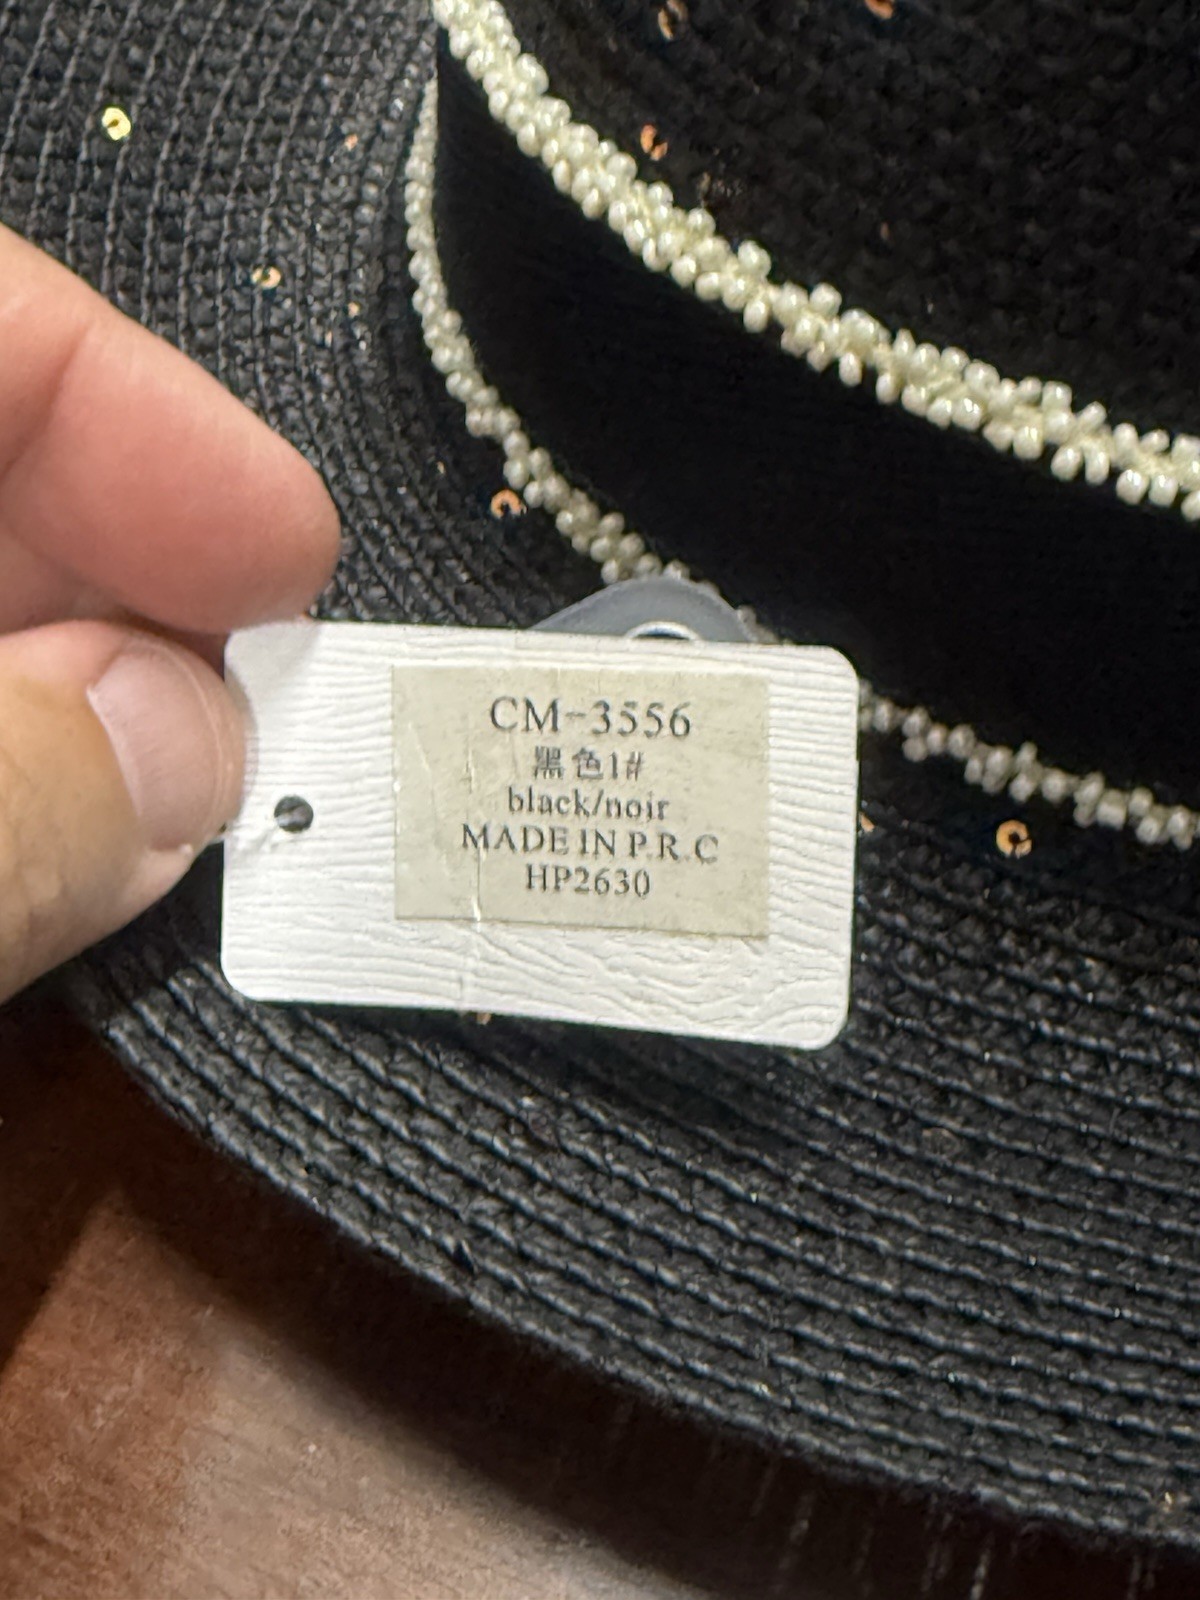 CM-3556
黑色1#
black/noir
MADE IN P.R.C
HP2630